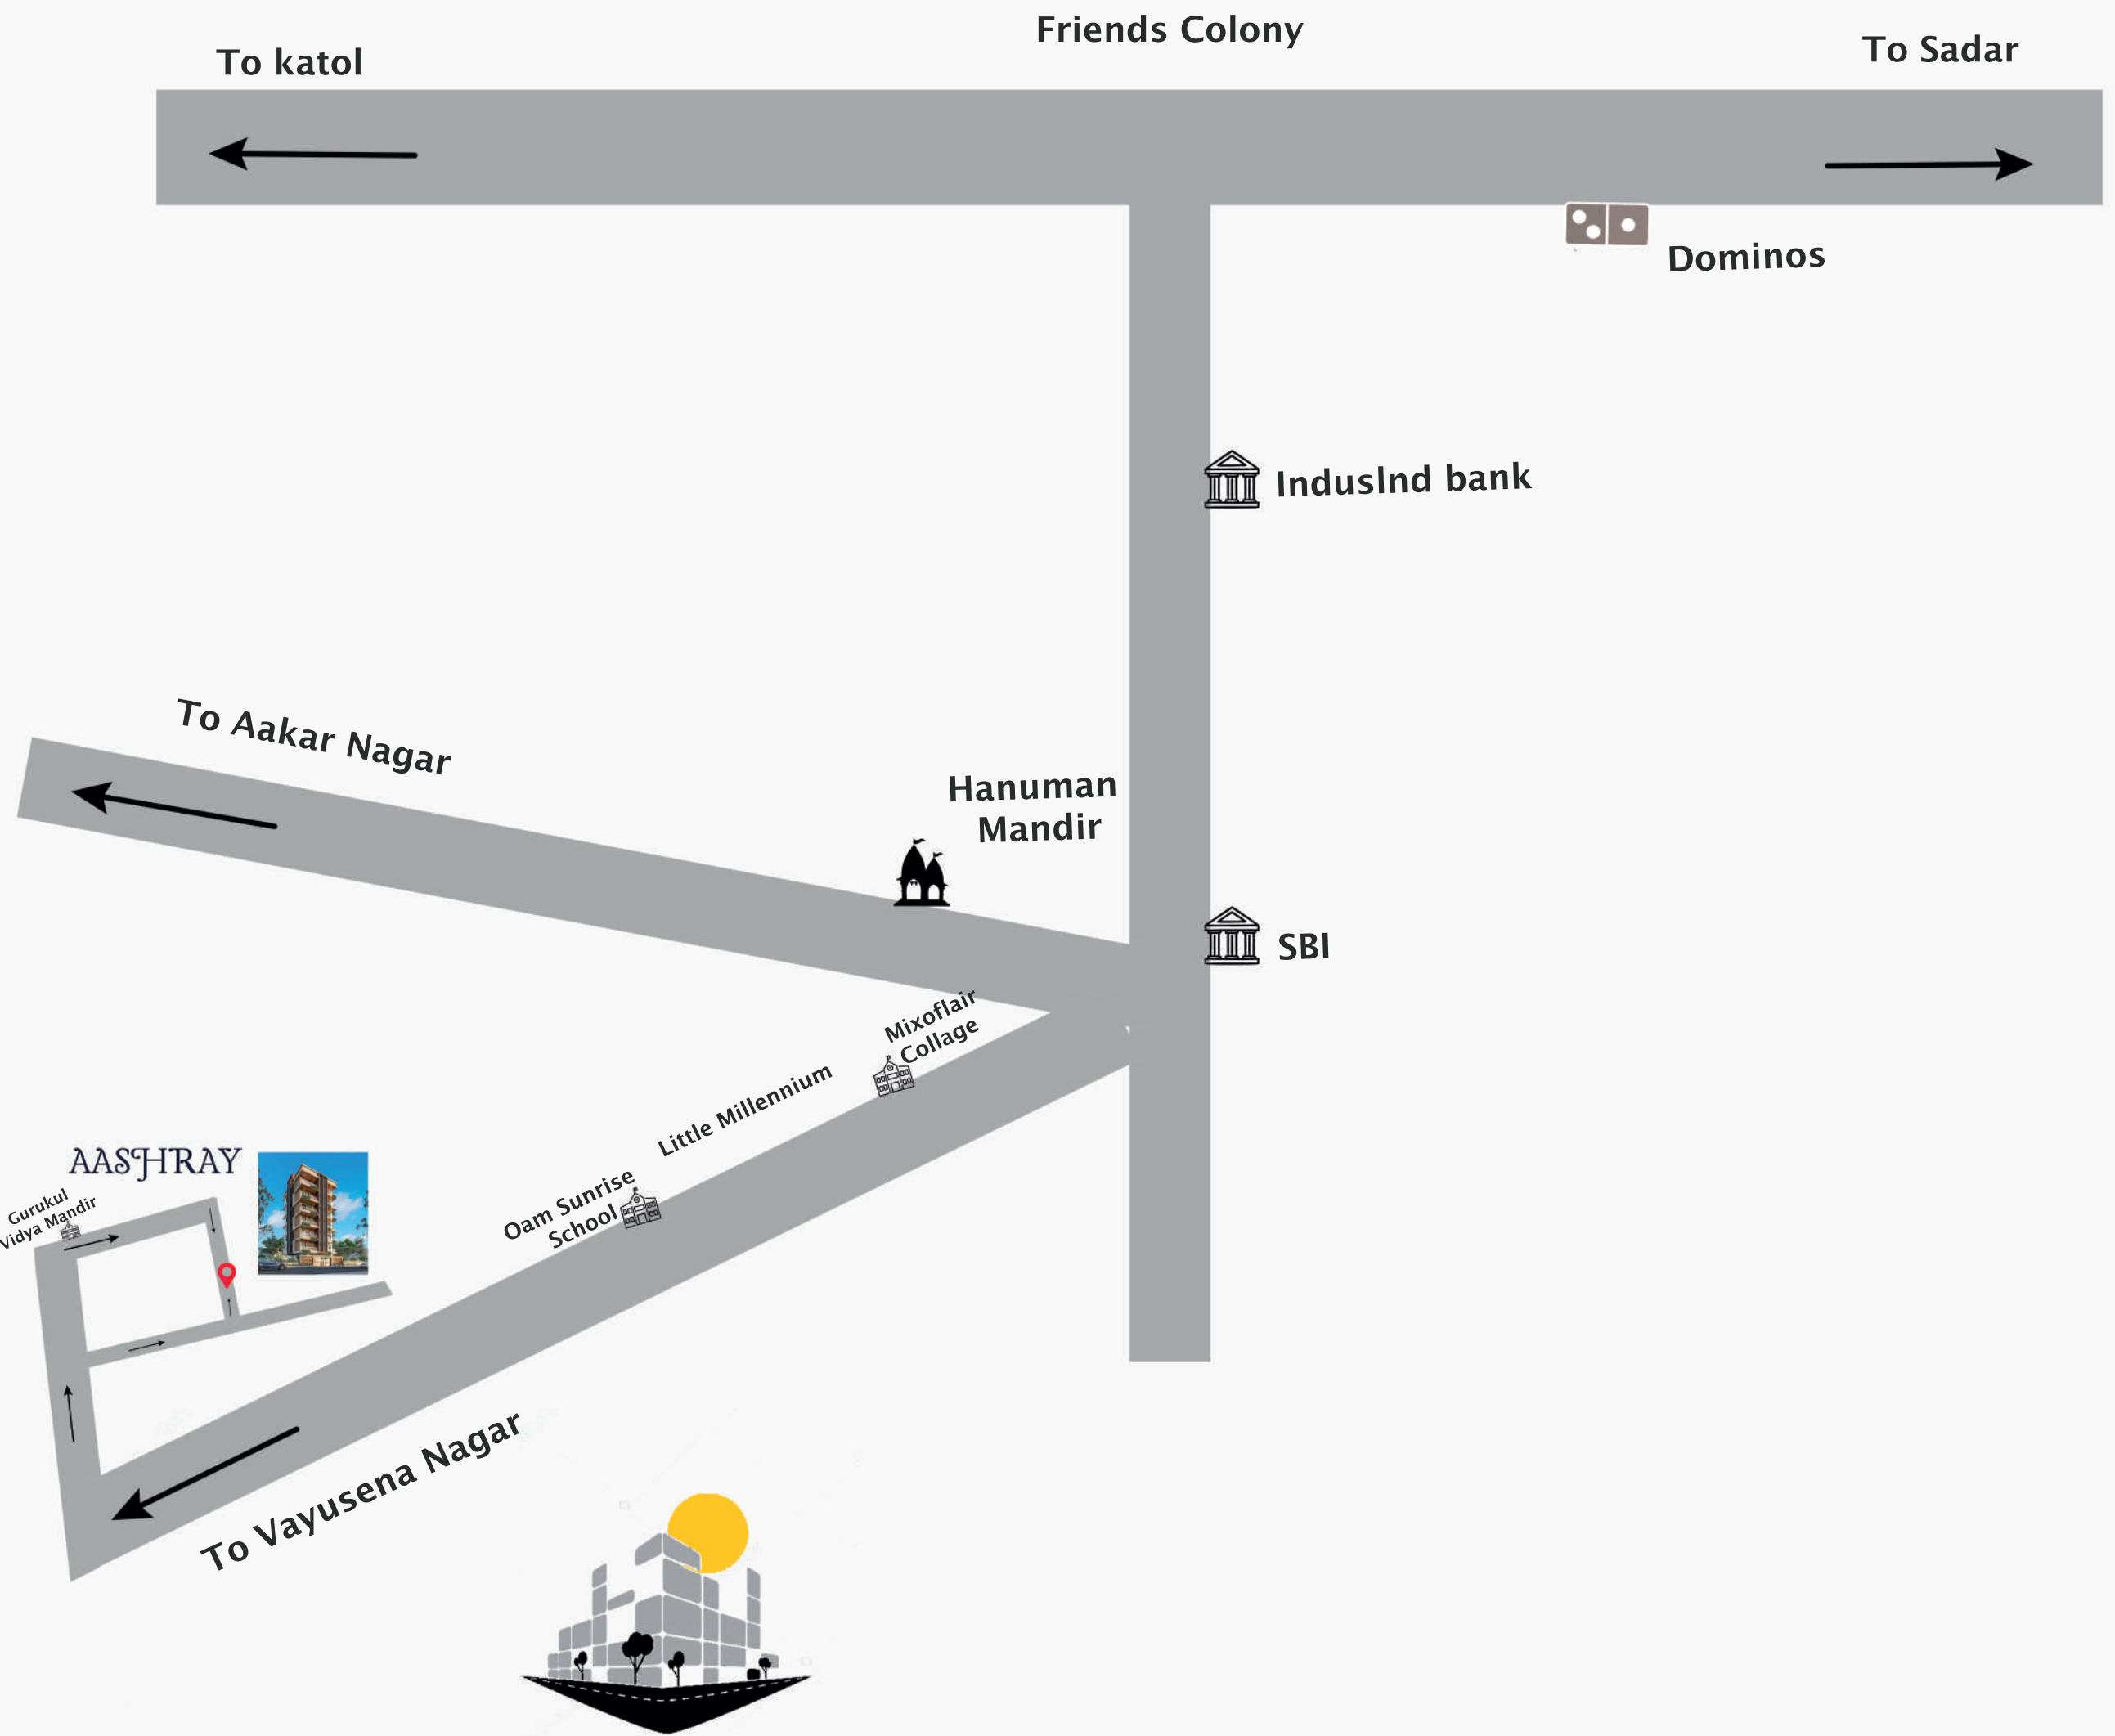 Friends Colony
To katol
To Sadar
Dominos
IndusInd bank
To Aakar Nagar
Hanuman
Mandir
SBI
Mixoflair
Collage
Little Millennium
Oam Sunrise
School
AASHRAY
Gurukul
Vidya Mandir
To Vayusena Nagar